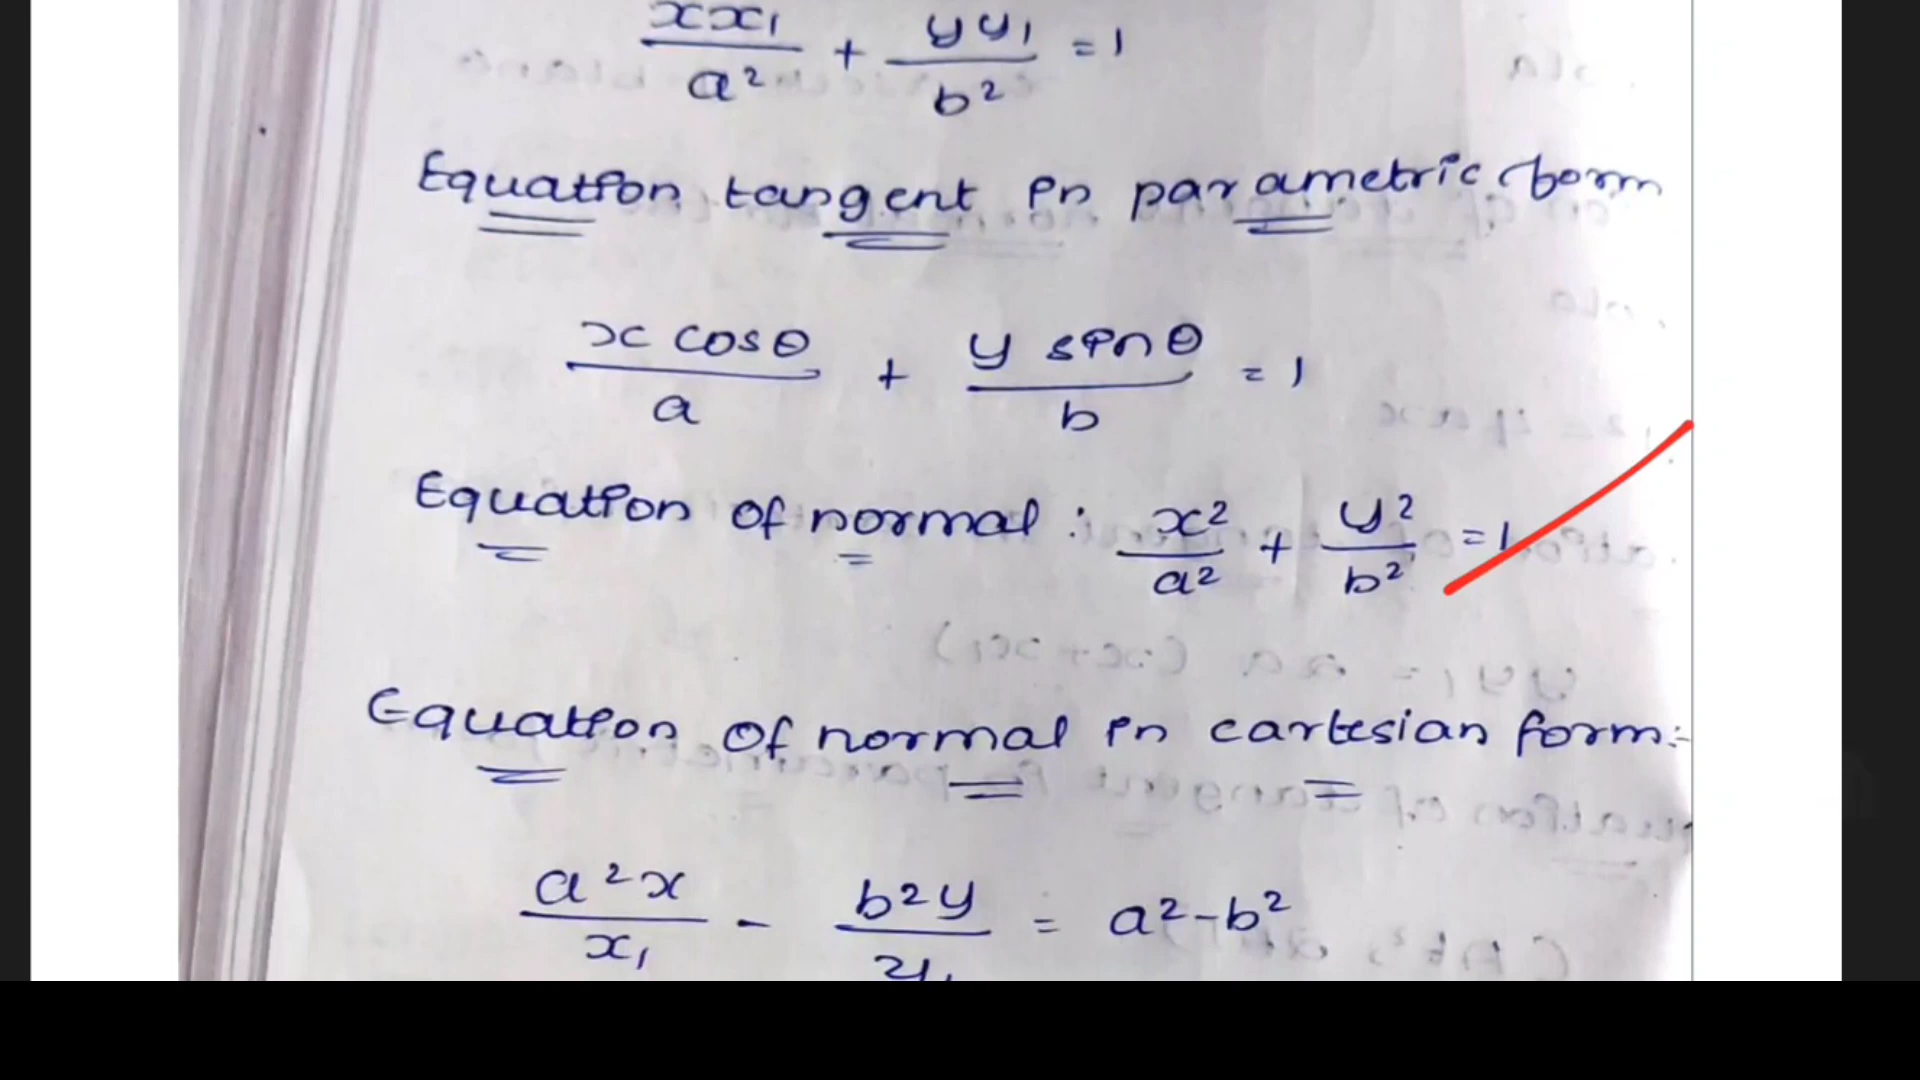 xx₁/a² + yy₁/b² = 1
Equation tangent in parametric form
x cosθ/a + y sinθ/b = 1
Equation of normal : x²/a² + y²/b² = 1
Equation of normal in cartesian form:-
a²x/x₁ - b²y/y₁ = a²-b²